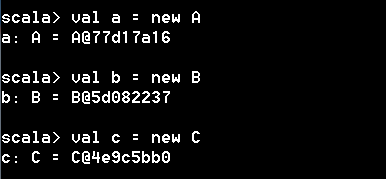 scala> val a = new A
a: A = A@77d17a16
scala> val b = new B
b: B = B@5d082237
scala> val c = new C
c: C = C@4e9c5bb0